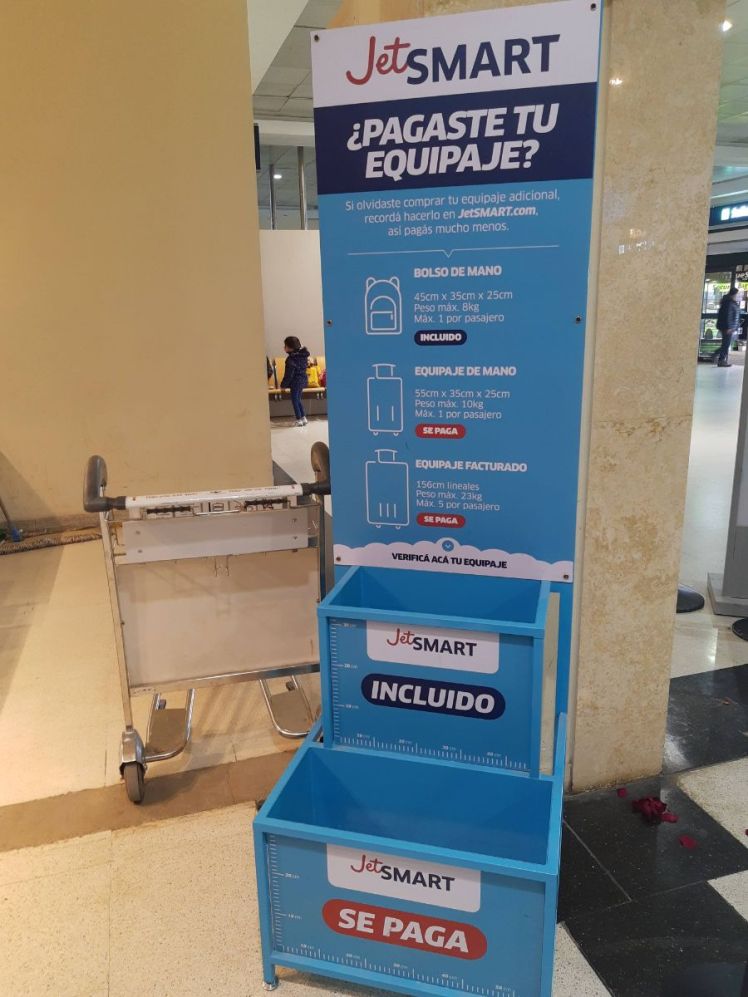 JetSMART
¿PAGASTE TU
EQUIPAJE?
Si olvidaste comprar tu equipaje adicional,
recordá hacerlo en JetSMART.com,
así pagás mucho menos.
BOLSO DE MANO
45cm x 35cm x 25cm
Peso máx. 8kg
Máx. 1 por pasajero
INCLUIDO
EQUIPAJE DE MANO
55cm x 35cm x 25cm
Peso máx. 10kg
Máx. 1 por pasajero
SE PAGA
EQUIPAJE FACTURADO
156cm lineales
Peso máx. 23kg
Máx. 5 por pasajero
SE PAGA
VERIFICÁ ACÁ TU EQUIPAJE
JetSMART
INCLUIDO
JetSMART
SE PAGA